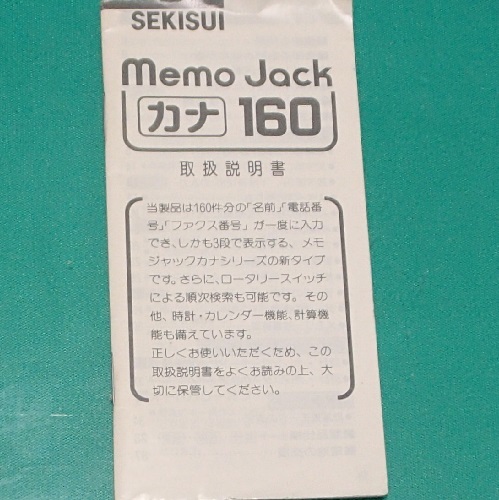 SEKISUI
Memo Jack
カナ 160
取扱説明書
当製品は160件分の「名前」「電話番
号」「ファクス番号」が一度に入力
でき、しかも3段で表示する、メモ
ジャックカナシリーズの新タイプ
です。さらに、ロータリースイッチ
による順次検索も可能です。その
他、時計・カレンダー機能、計算機
能も備えています。
正しくお使いいただくため、この
取扱説明書をよくお読みの上、大
切に保管してください。